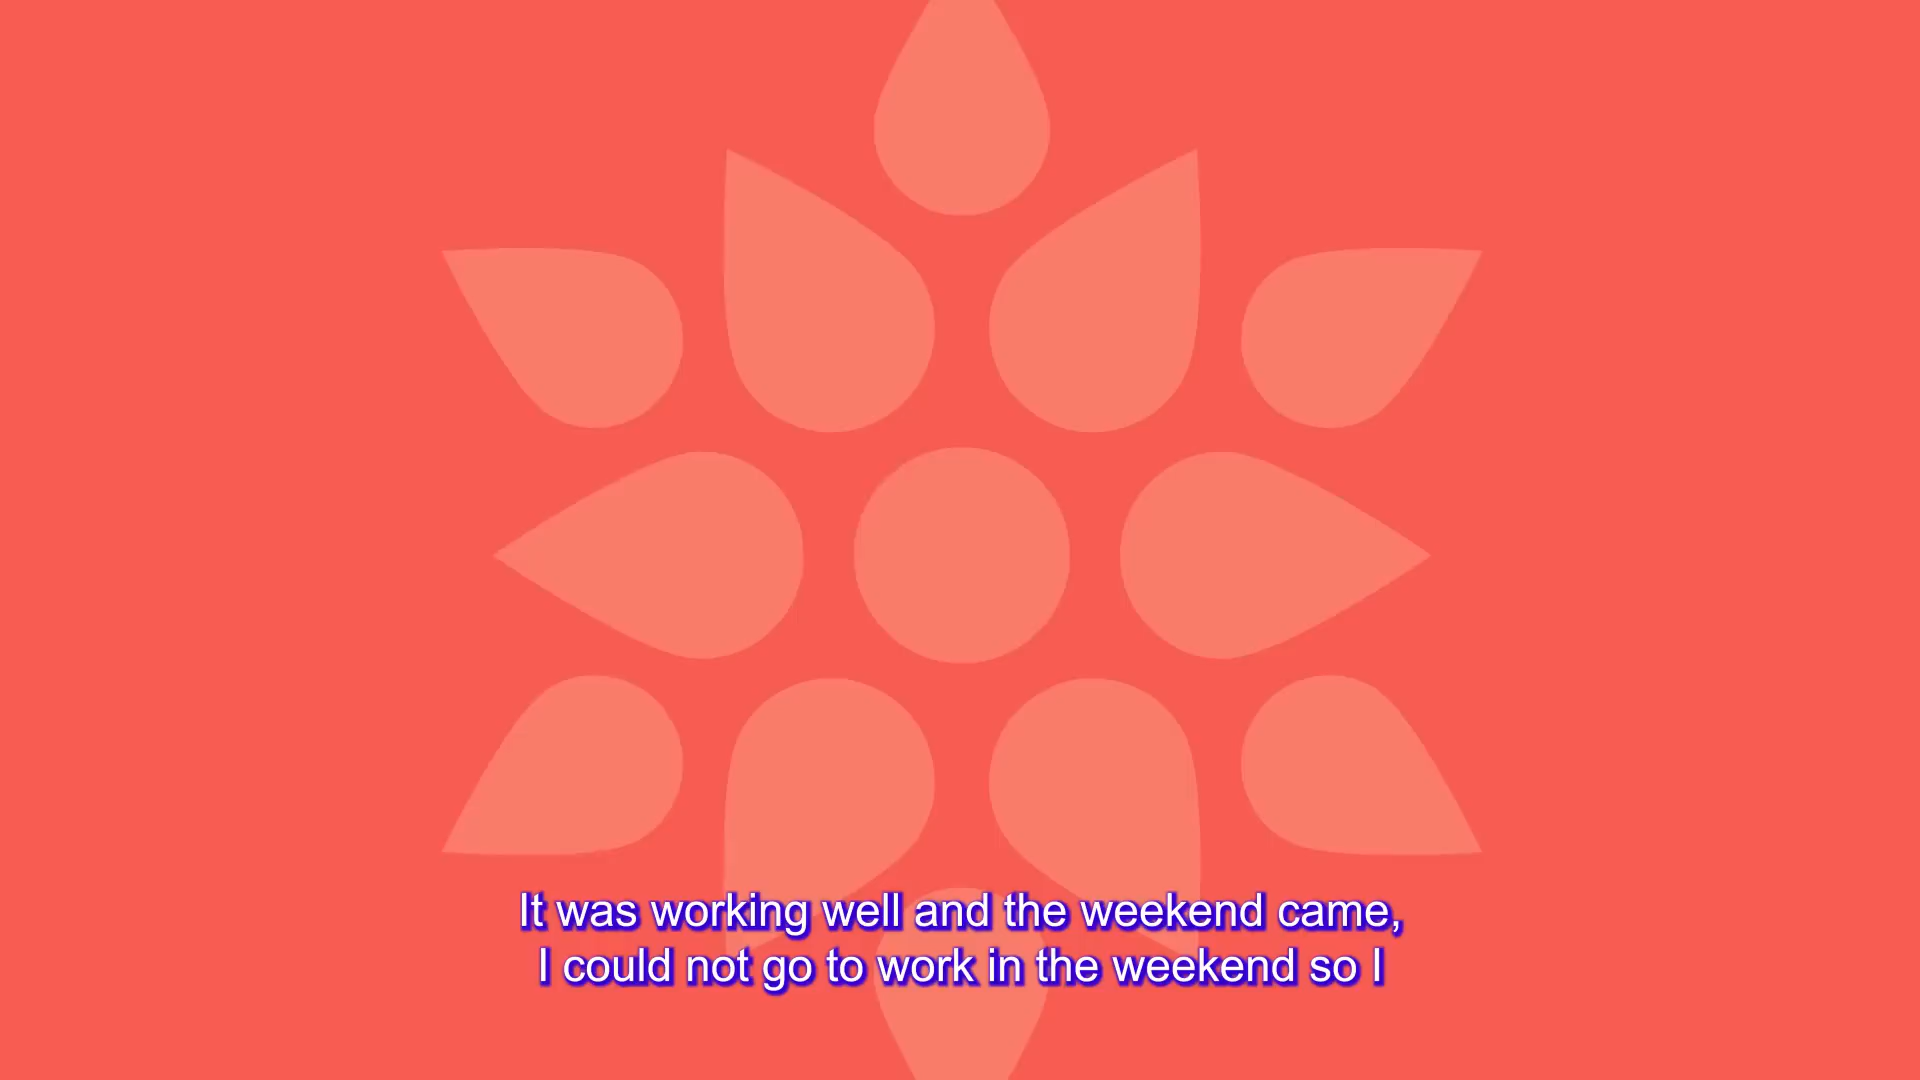 It was working well and the weekend came,
I could not go to work in the weekend so I